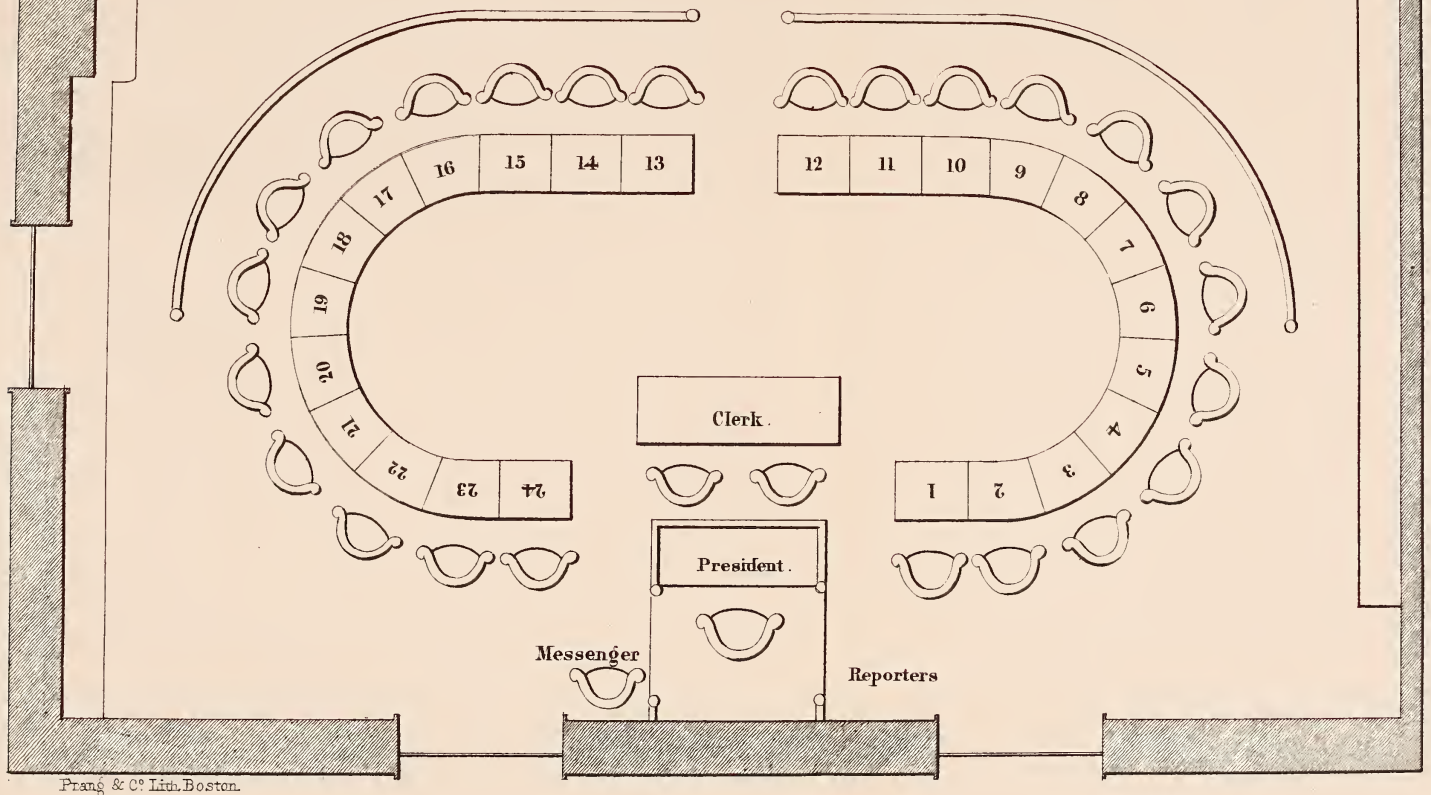 15 14 13 12 11 10
16 9
17 8
18 7
19 6
20 5
21 4
22 3
23 24 1 2
Clerk.
President.
Messenger
Reporters
Prang & Co. Lith. Boston.